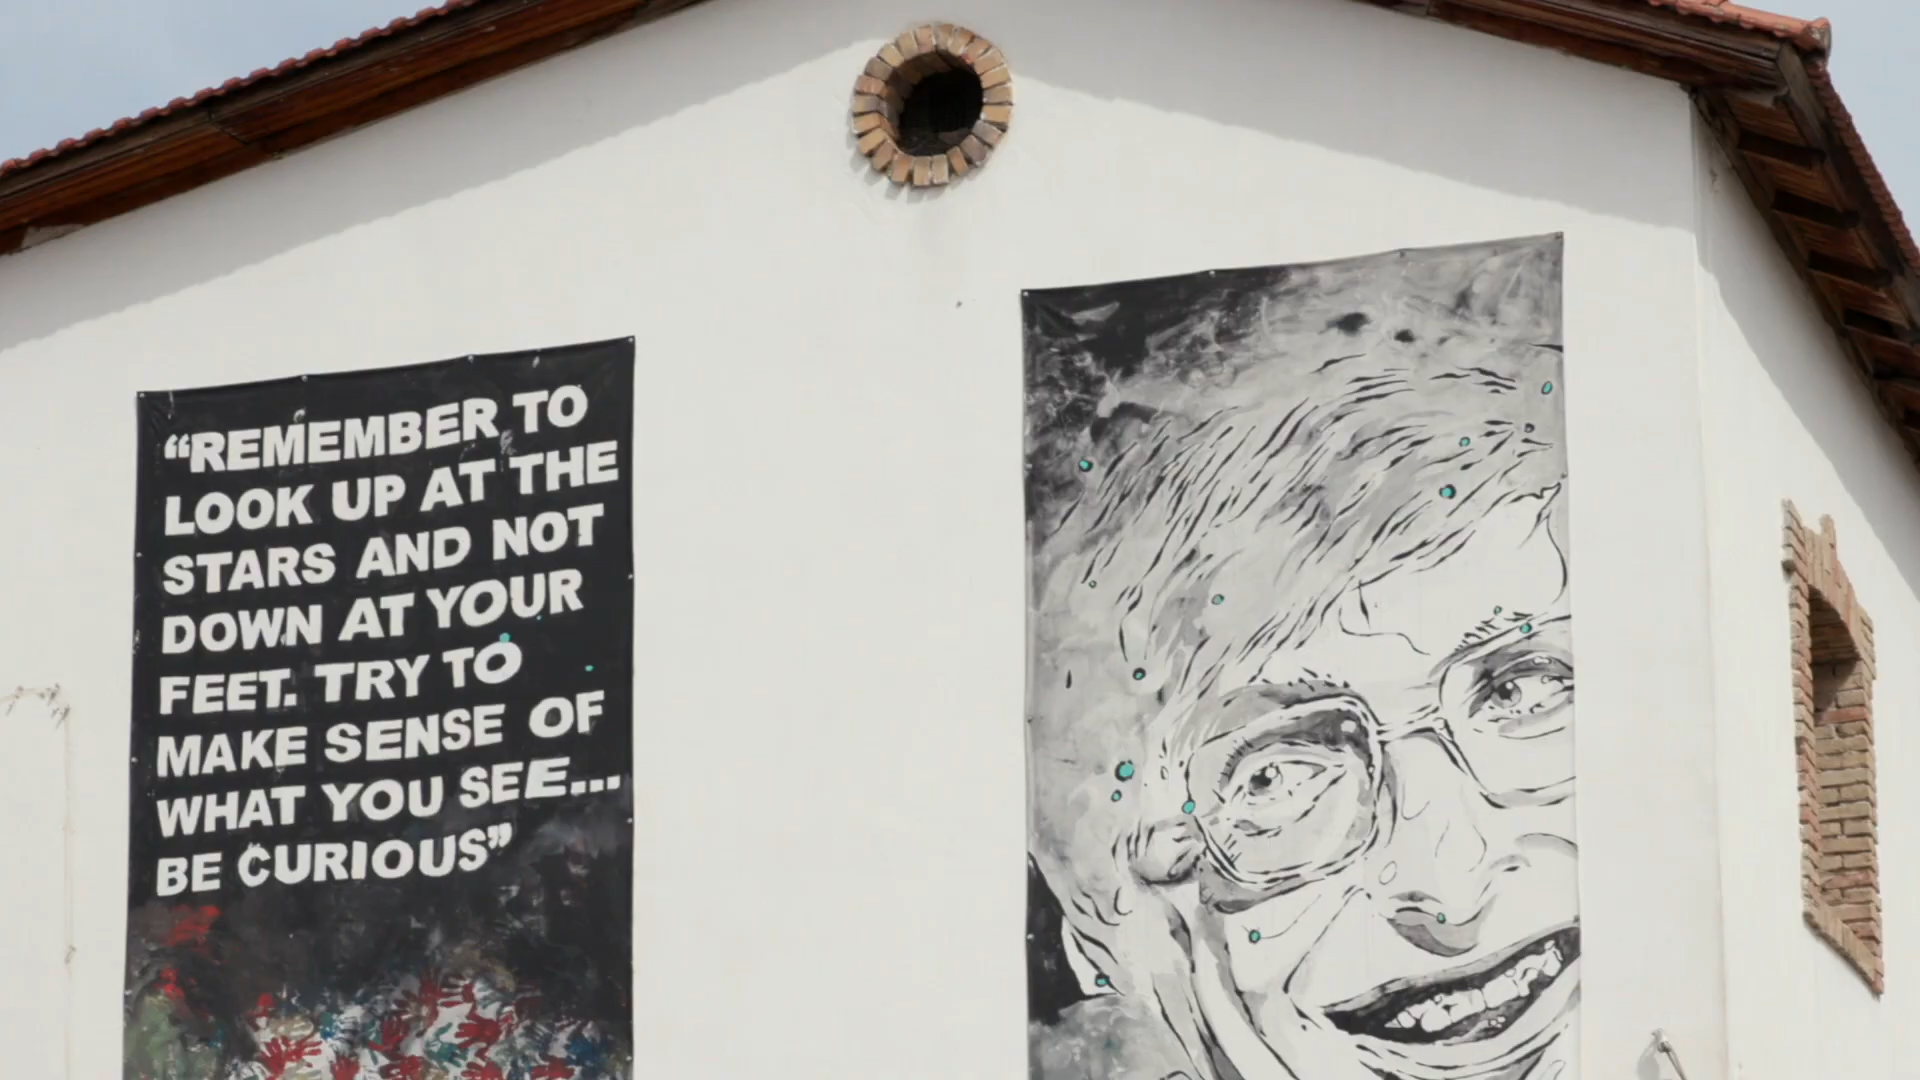 “REMEMBER TO
LOOK UP AT THE
STARS AND NOT
DOWN AT YOUR
FEET. TRY TO
MAKE SENSE OF
WHAT YOU SEE...
BE CURIOUS”